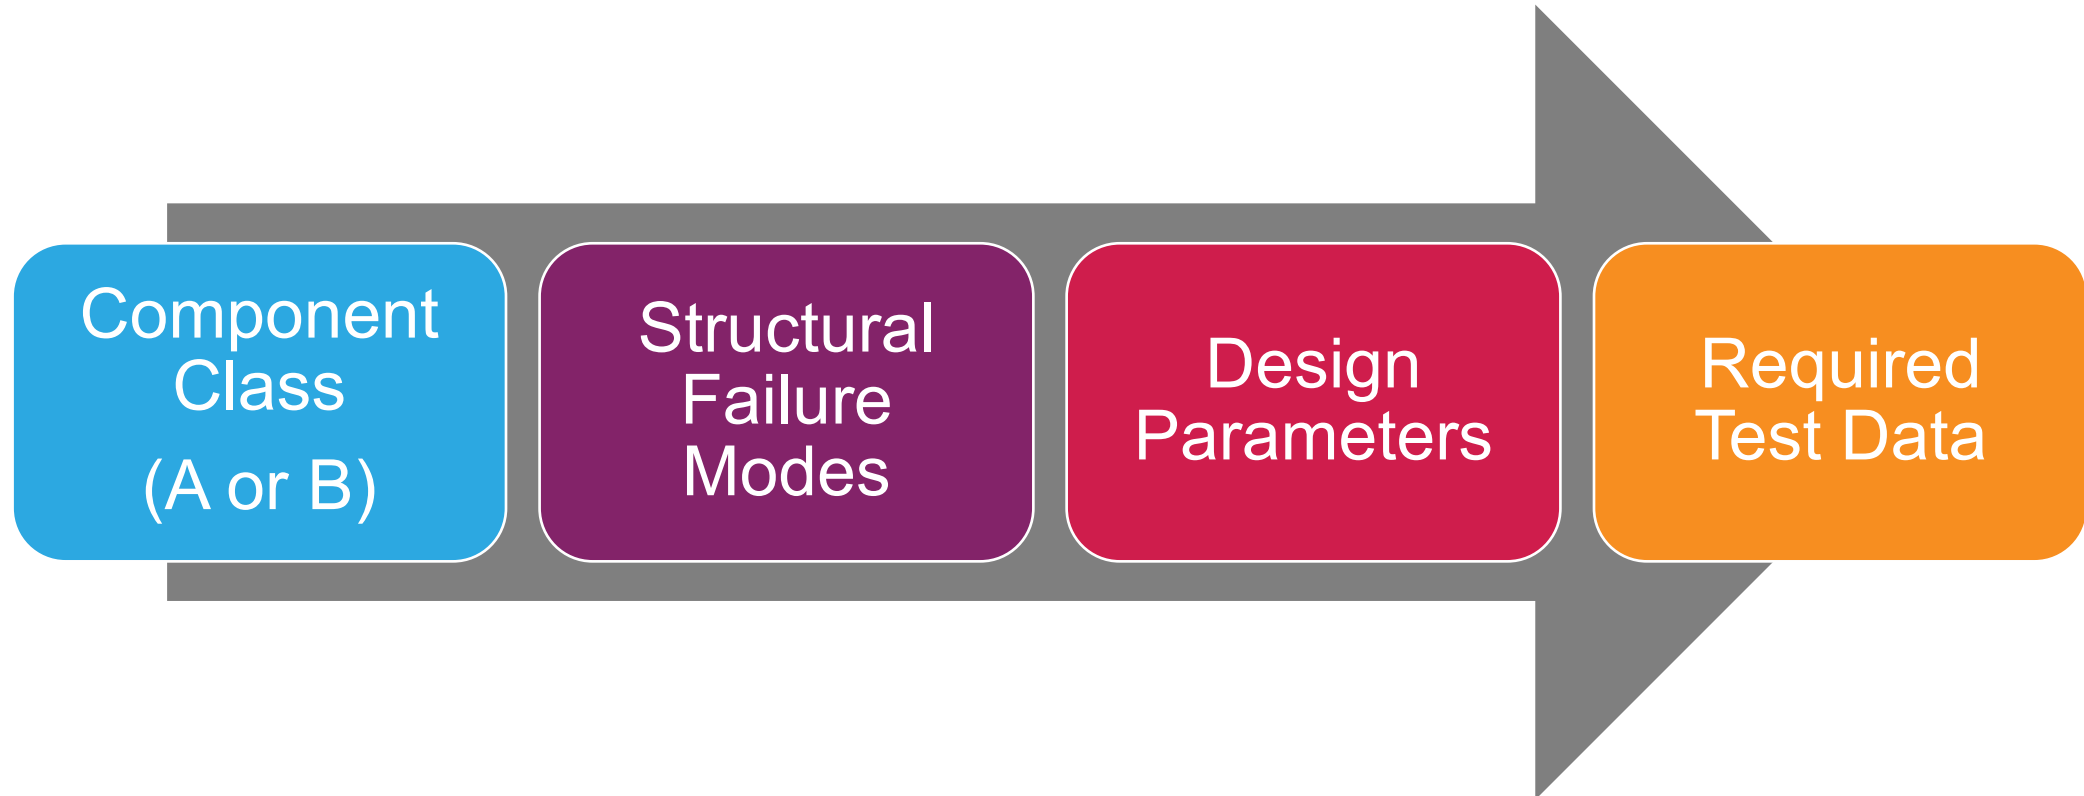 Component
Class
(A or B)
Structural
Failure
Modes
Design
Parameters
Required
Test Data